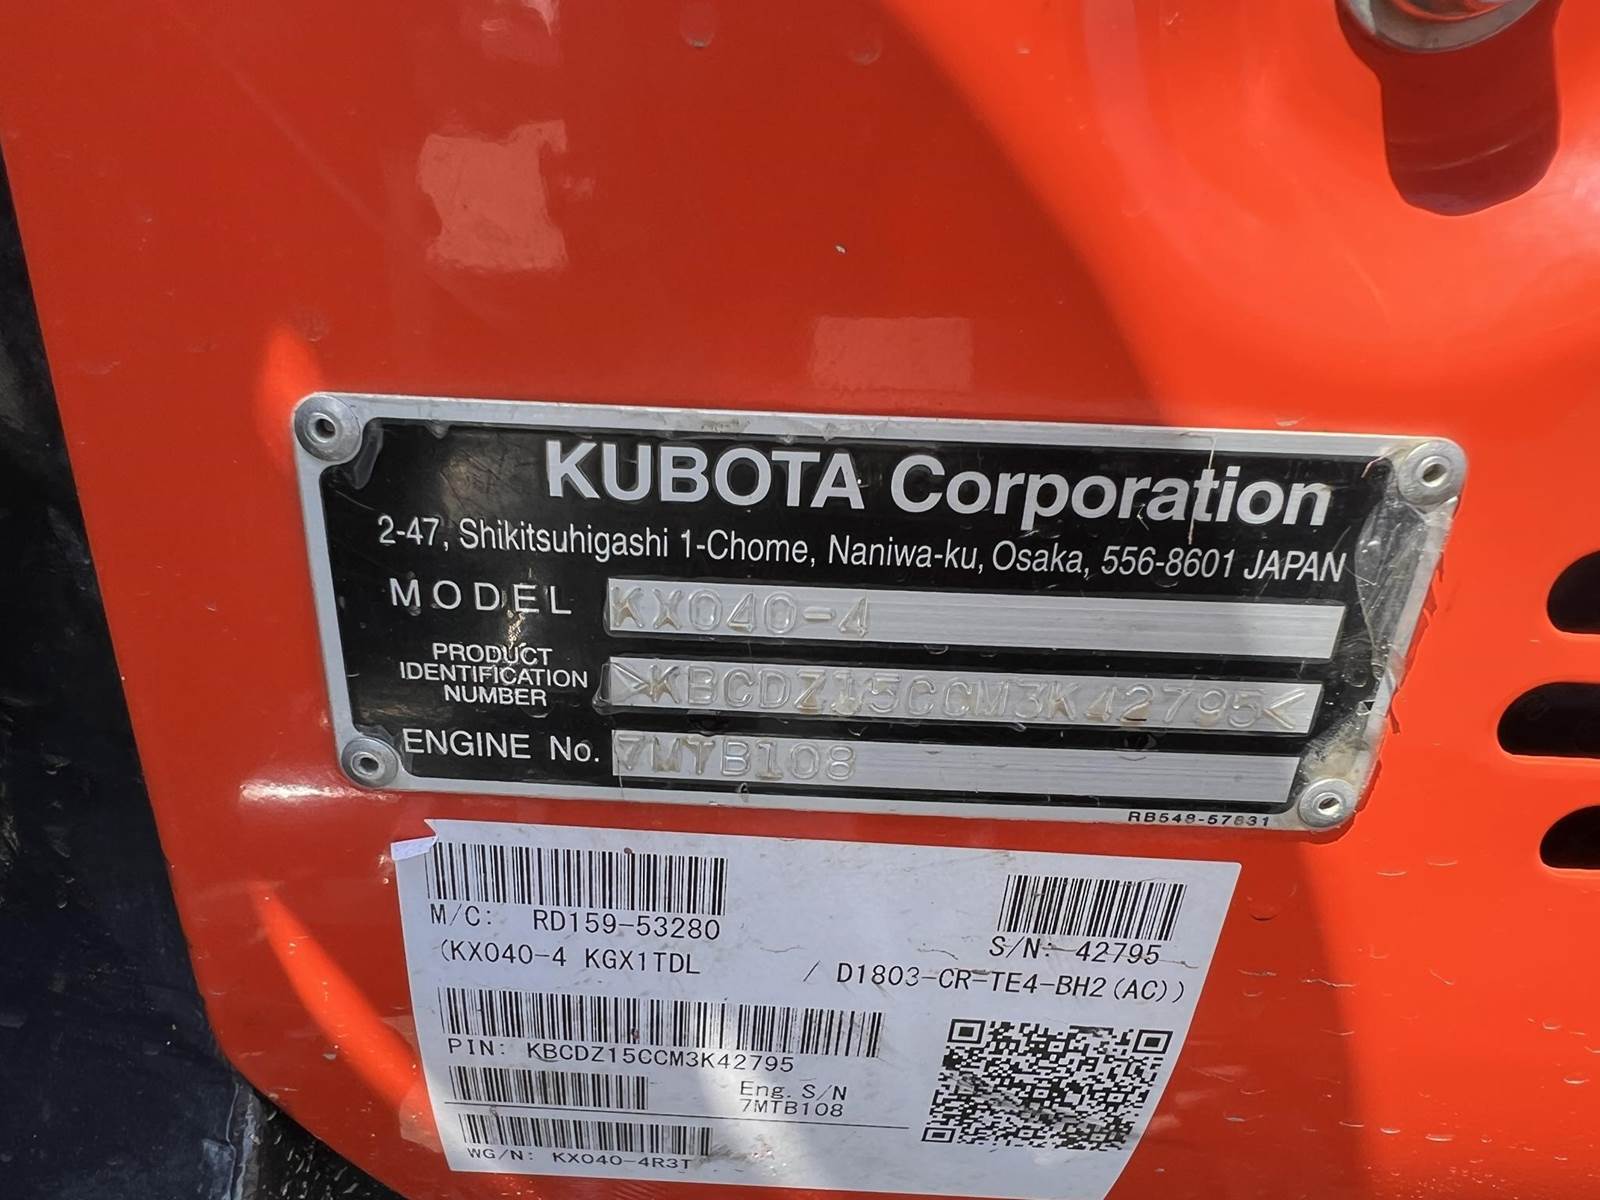 KUBOTA Corporation
2-47, Shikitsuhigashi 1-Chome, Naniwa-ku, Osaka, 556-8601 JAPAN
MODEL KX040-4
PRODUCT
IDENTIFICATION
NUMBER >KBCDZ15CCM3K42795<
ENGINE No. 7MTB108
RB548-57831
M/C: RD159-53280
S/N: 42795
(KX040-4 KGX1TDL / D1803-CR-TE4-BH2(AC))
PIN: KBCDZ15CCM3K42795
Eng.S/N
7MTB108
WG/N: KX040-4R3T